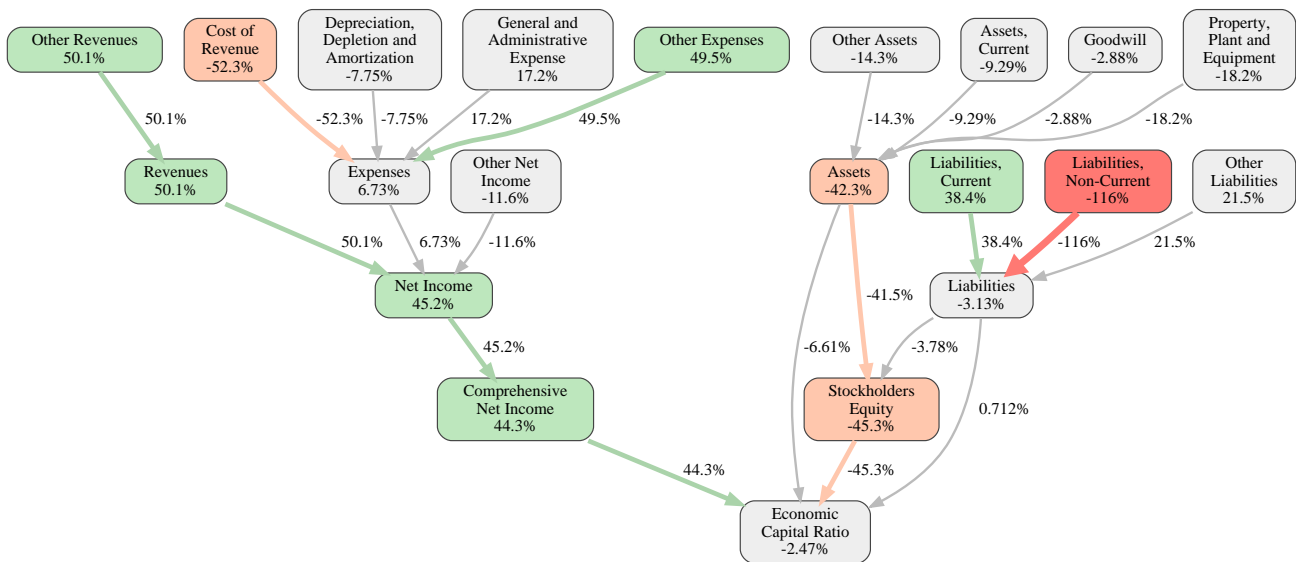 Other Revenues
50.1%
Cost of
Revenue
-52.3%
Depreciation,
Depletion and
Amortization
-7.75%
General and
Administrative
Expense
17.2%
Other Expenses
49.5%
Other Assets
-14.3%
Assets,
Current
-9.29%
Goodwill
-2.88%
Property,
Plant and
Equipment
-18.2%
50.1%
-52.3%
-7.75%
17.2%
49.5%
-14.3%
-9.29%
-2.88%
-18.2%
Revenues
50.1%
Expenses
6.73%
Other Net
Income
-11.6%
Assets
-42.3%
Liabilities,
Current
38.4%
Liabilities,
Non-Current
-116%
Other
Liabilities
21.5%
50.1%
6.73%
-11.6%
38.4%
-116%
21.5%
Net Income
45.2%
-41.5%
Liabilities
-3.13%
45.2%
-6.61%
-3.78%
Comprehensive
Net Income
44.3%
Stockholders
Equity
-45.3%
0.712%
44.3%
-45.3%
Economic
Capital Ratio
-2.47%